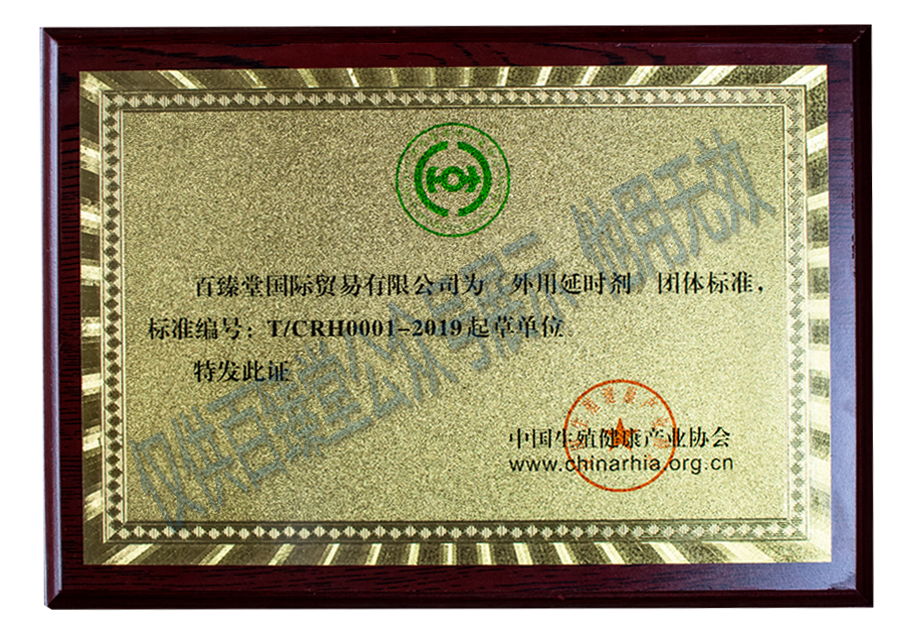 百臻堂国际贸易有限公司为 外用延时剂 团体标准，
标准编号：T/CRH0001-2019起草单位
特发此证
中国生殖健康产业协会
www.chinarhia.org.cn
仅供百臻堂公众号展示 他用无效